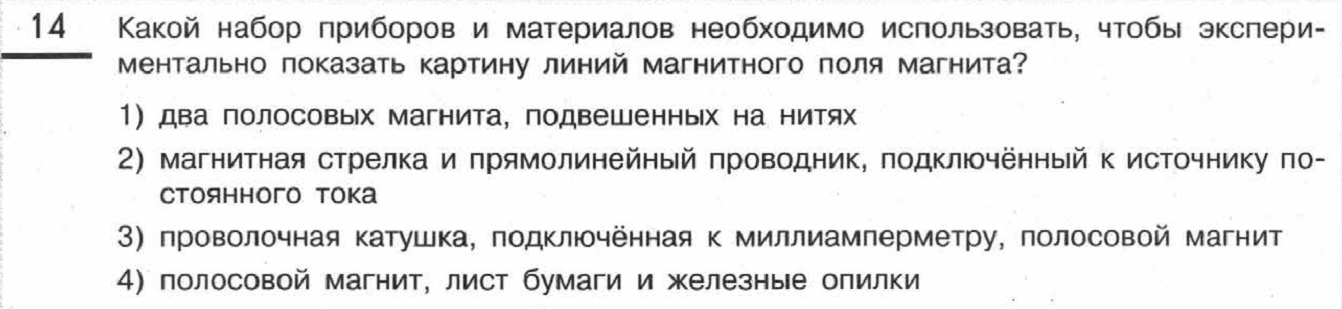 14 Какой набор приборов и материалов необходимо использовать, чтобы экспери-
ментально показать картину линий магнитного поля магнита?
1) два полосовых магнита, подвешенных на нитях
2) магнитная стрелка и прямолинейный проводник, подключённый к источнику по-
стоянного тока
3) проволочная катушка, подключённая к миллиамперметру, полосовой магнит
4) полосовой магнит, лист бумаги и железные опилки